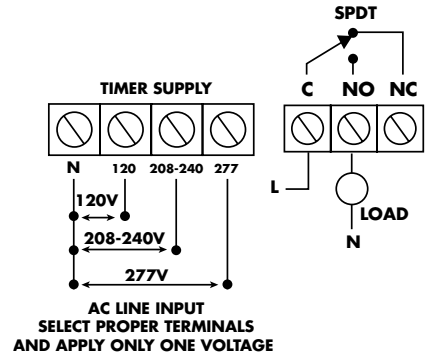 SPDT
C NO NC
TIMER SUPPLY
N 120 208-240 277
L
LOAD
N
120V
208-240V
277V
AC LINE INPUT
SELECT PROPER TERMINALS
AND APPLY ONLY ONE VOLTAGE